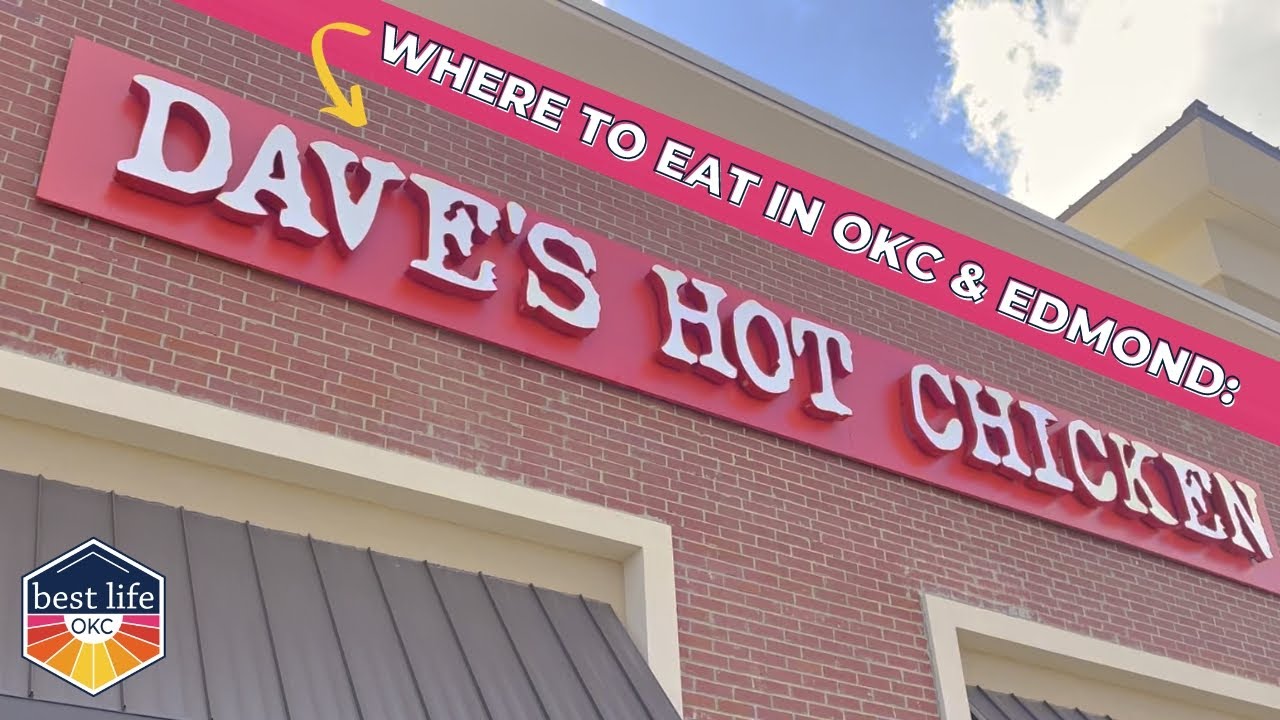 WHERE TO EAT IN OKC & EDMOND:
DAVE'S HOT CHICKEN
best life
OKC